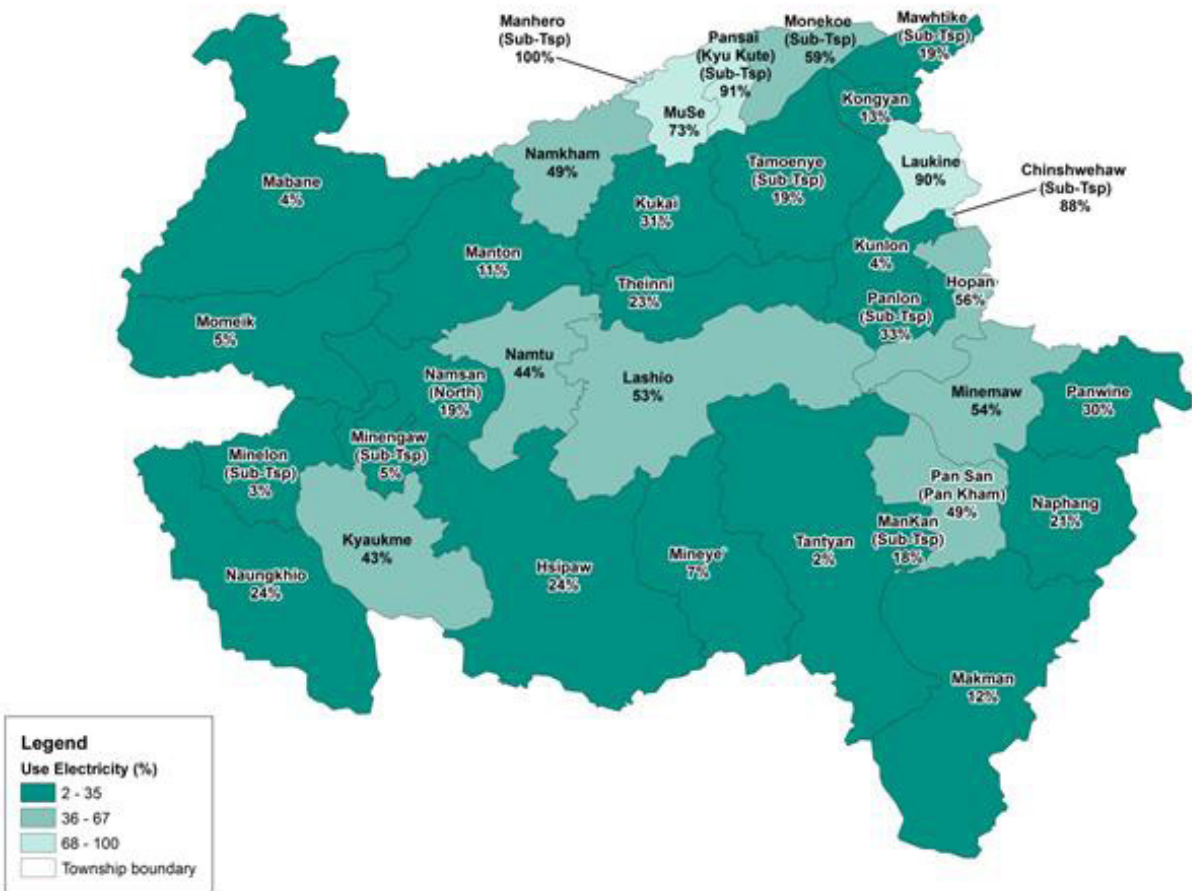 Manhero
(Sub-Tsp)
100%
Pansai
(Kyu Kute)
(Sub-Tsp)
91%
Monekoe
(Sub-Tsp)
59%
Mawhtike
(Sub-Tsp)
19%
MuSe
73%
Kongyan
13%
Namkham
49%
Tamoenye
(Sub-Tsp)
19%
Laukine
90%
Chinshwehaw
(Sub-Tsp)
88%
Mabane
4%
Kukai
31%
Manton
11%
Kunlon
4%
Theinni
23%
Hopan
56%
Panlon
(Sub-Tsp)
33%
Momeik
5%
Namtu
44%
Namsan
(North)
19%
Lashio
53%
Minemaw
54%
Panwine
30%
Minengaw
(Sub-Tsp)
5%
Minelon
(Sub-Tsp)
3%
Pan San
(Pan Kham)
49%
Naphang
21%
Kyaukme
43%
ManKan
(Sub-Tsp)
18%
Naungkhio
24%
Hsipaw
24%
Mineye
7%
Tantyan
2%
Makman
12%
Legend
Use Electricity (%)
2 - 35
36 - 67
68 - 100
Township boundary